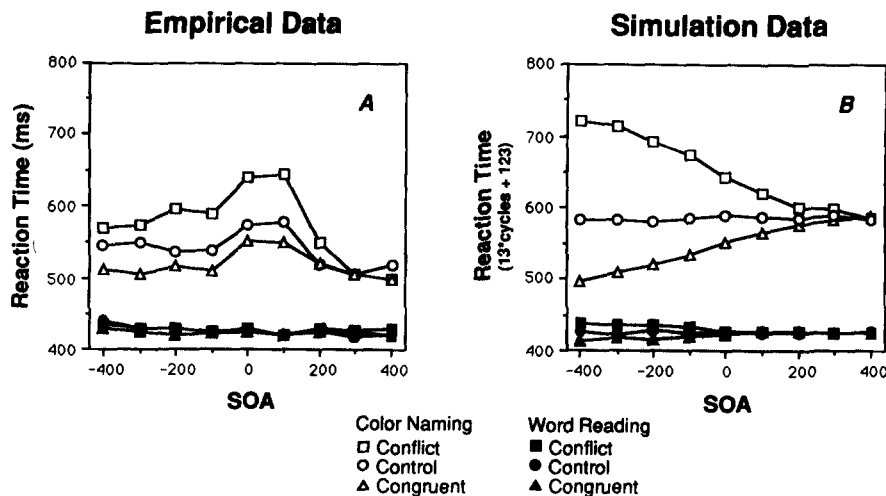 Empirical Data
Simulation Data
Reaction Time (ms)
800
700
600
500
400
A
-400
-200
0
200
400
SOA
Reaction Time
(13*cycles + 123)
800
700
600
500
400
B
-400
-200
0
200
400
SOA
Color Naming
Conflict
Control
Congruent
Word Reading
Conflict
Control
Congruent